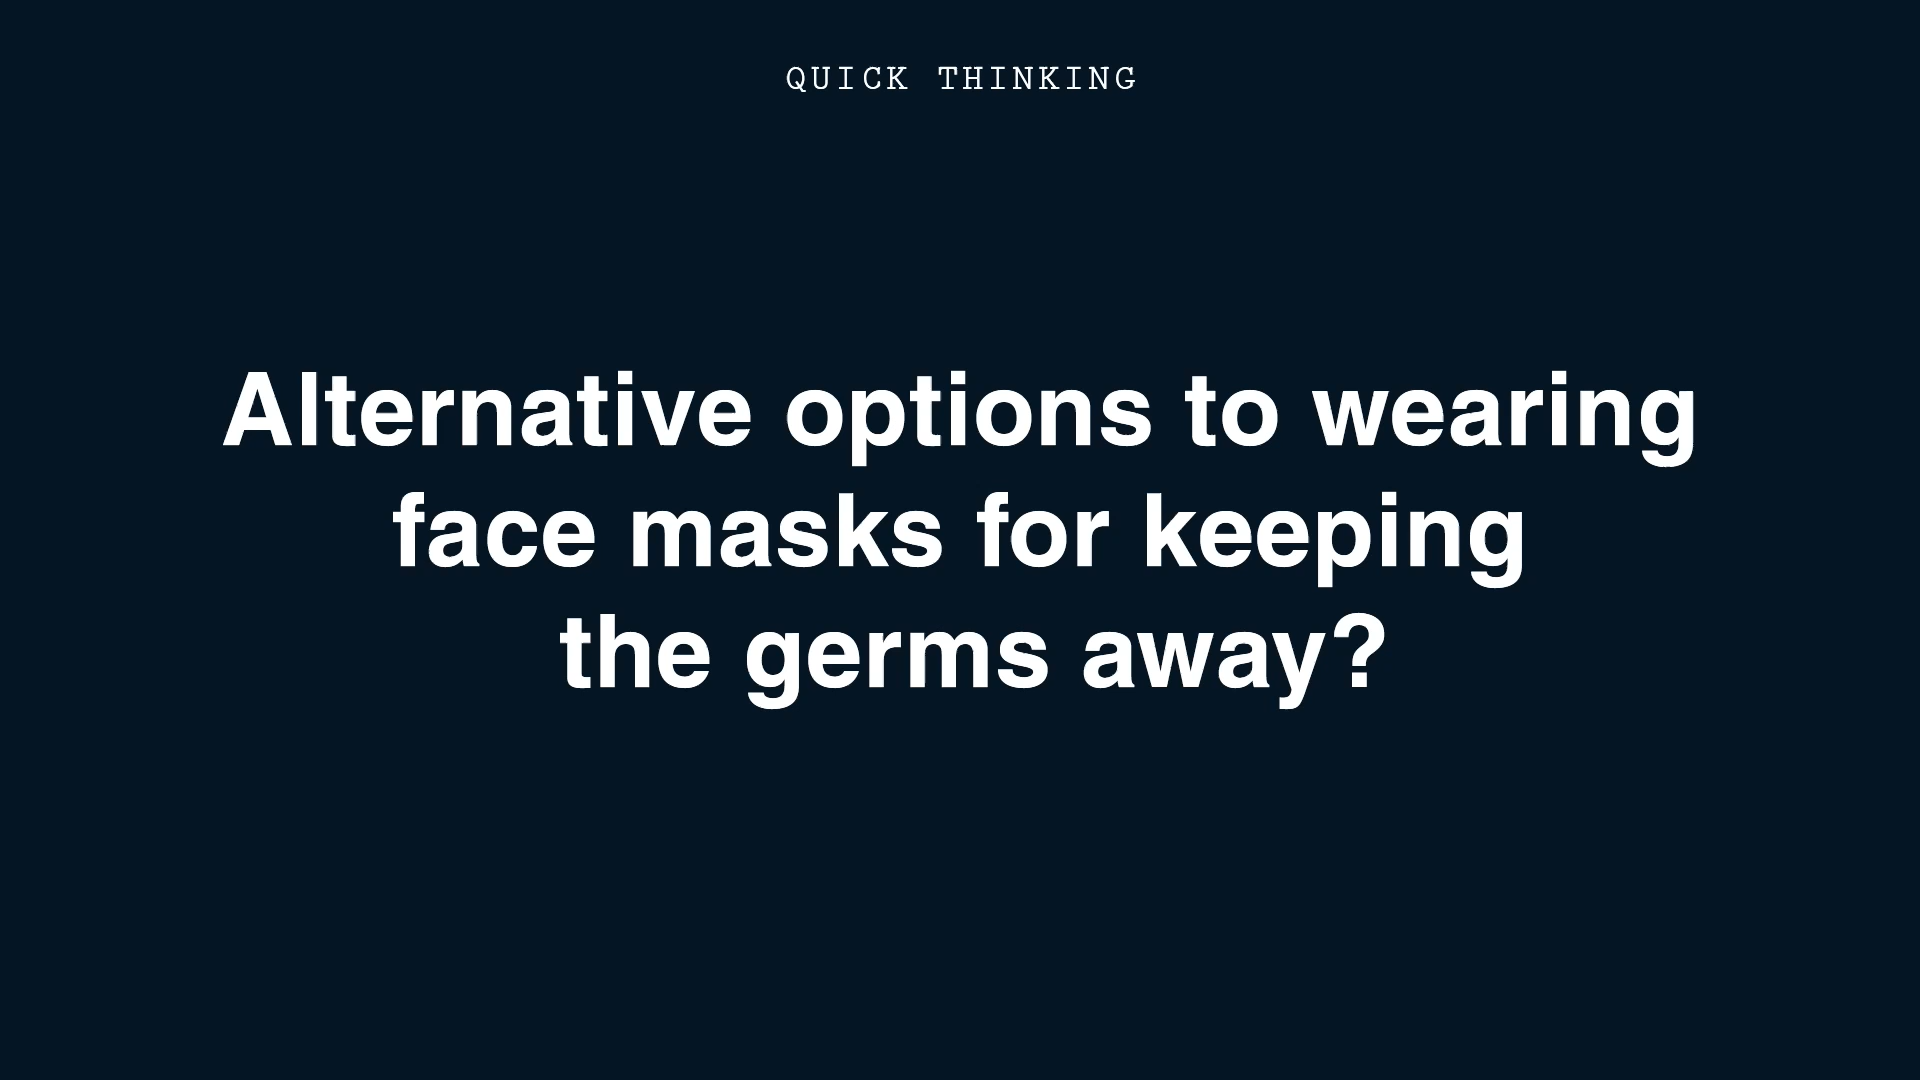 QUICK THINKING
Alternative options to wearing
face masks for keeping
the germs away?